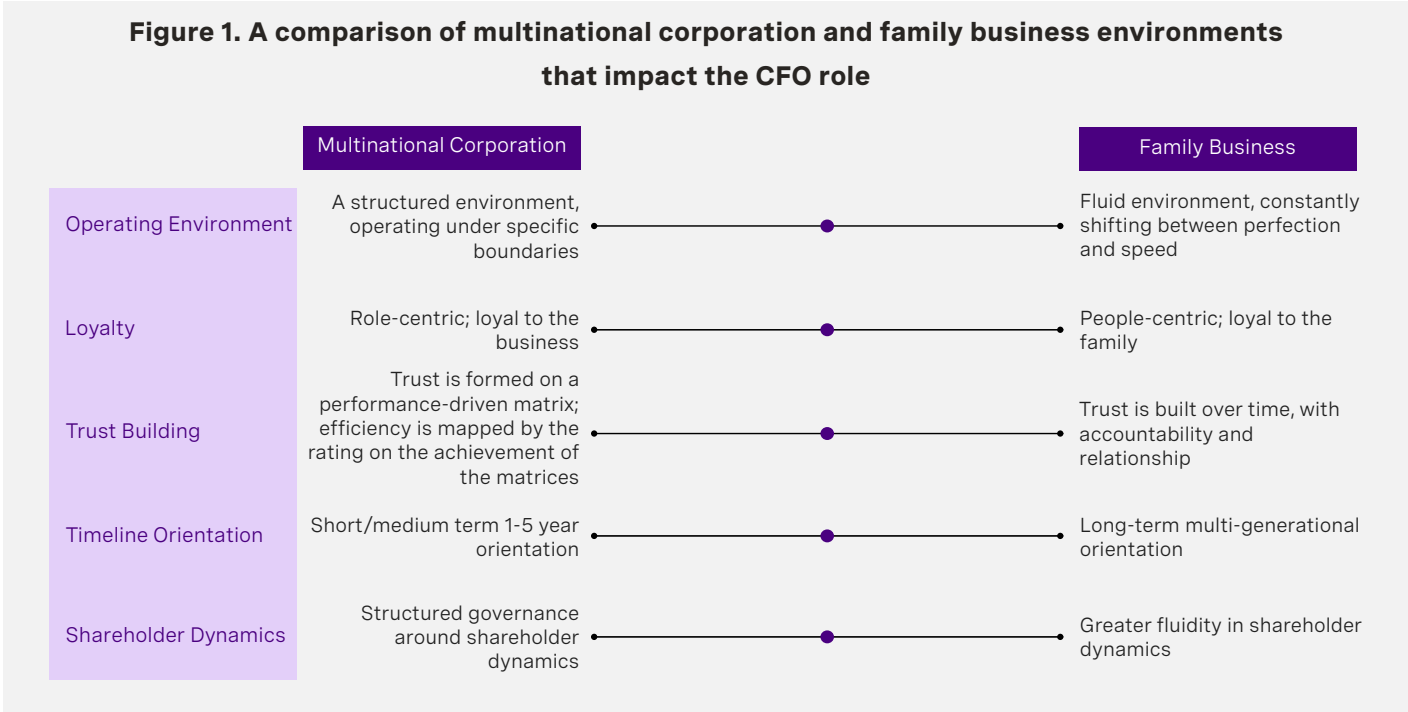 Figure 1. A comparison of multinational corporation and family business environments
that impact the CFO role
Multinational Corporation
Family Business
Operating Environment
A structured environment,
operating under specific
boundaries
Fluid environment, constantly
shifting between perfection
and speed
Loyalty
Role-centric; loyal to the
business
People-centric; loyal to the
family
Trust Building
Trust is formed on a
performance-driven matrix;
efficiency is mapped by the
rating on the achievement of
the matrices
Trust is built over time, with
accountability and
relationship
Timeline Orientation
Short/medium term 1-5 year
orientation
Long-term multi-generational
orientation
Shareholder Dynamics
Structured governance
around shareholder
dynamics
Greater fluidity in shareholder
dynamics